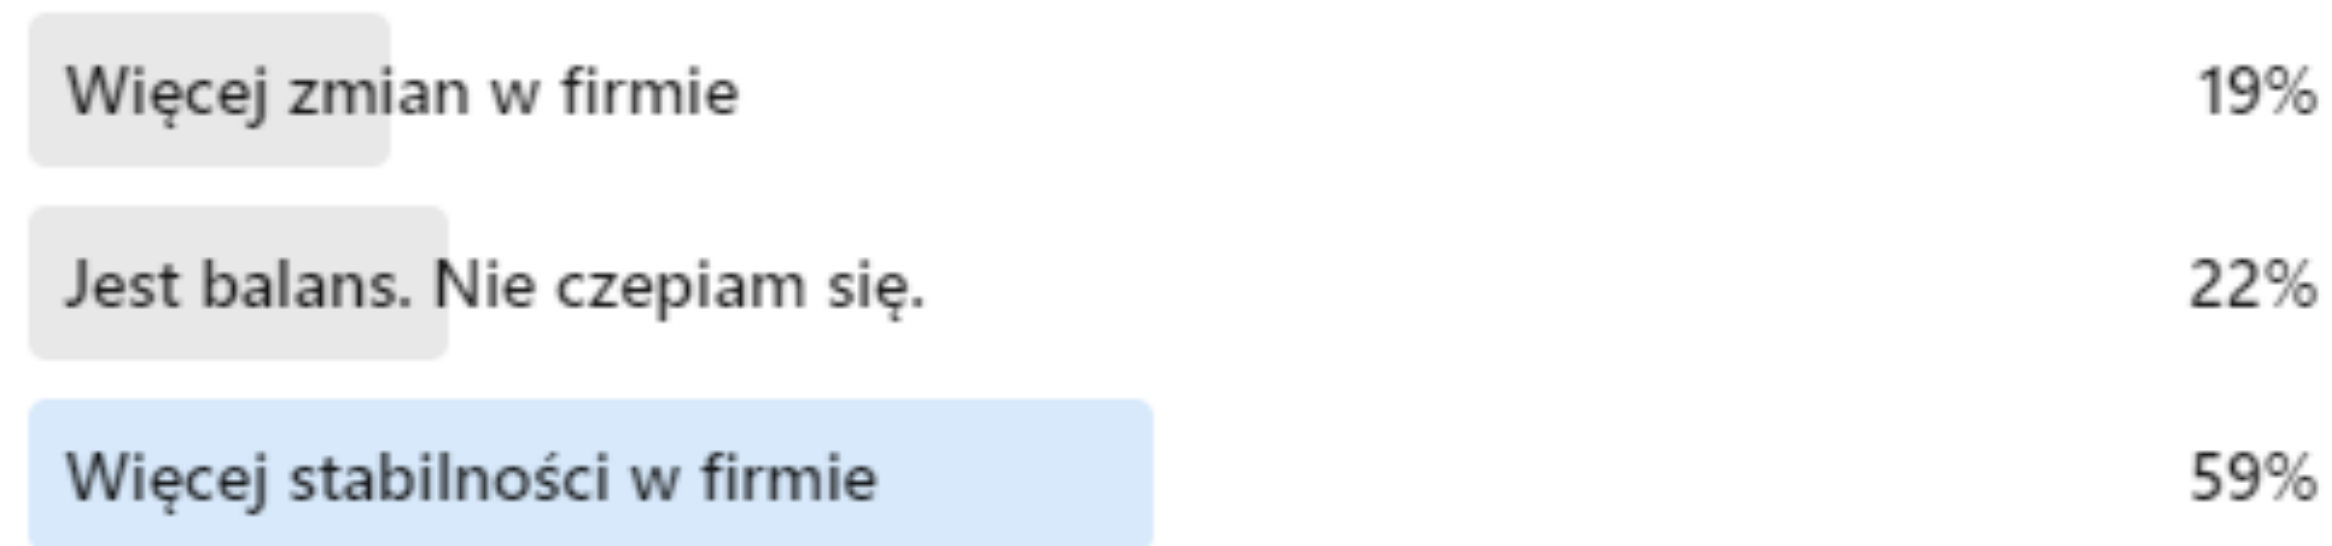 Więcej zmian w firmie 19%
Jest balans. Nie czepiam się. 22%
Więcej stabilności w firmie 59%